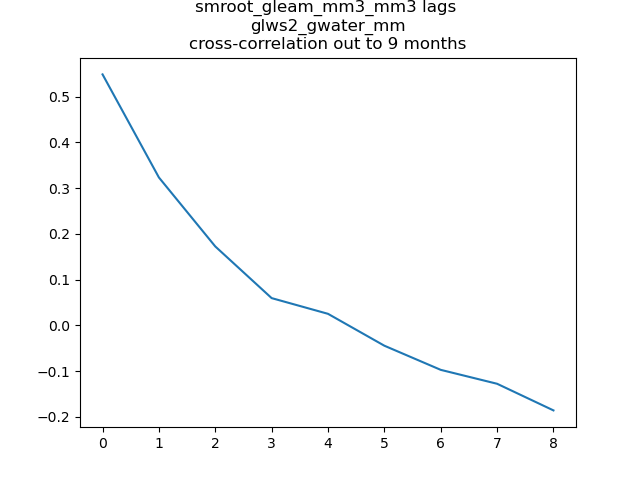 smroot_gleam_mm3_mm3 lags
glws2_gwater_mm
cross-correlation out to 9 months
0.5
0.4
0.3
0.2
0.1
0.0
−0.1
−0.2
0 1 2 3 4 5 6 7 8